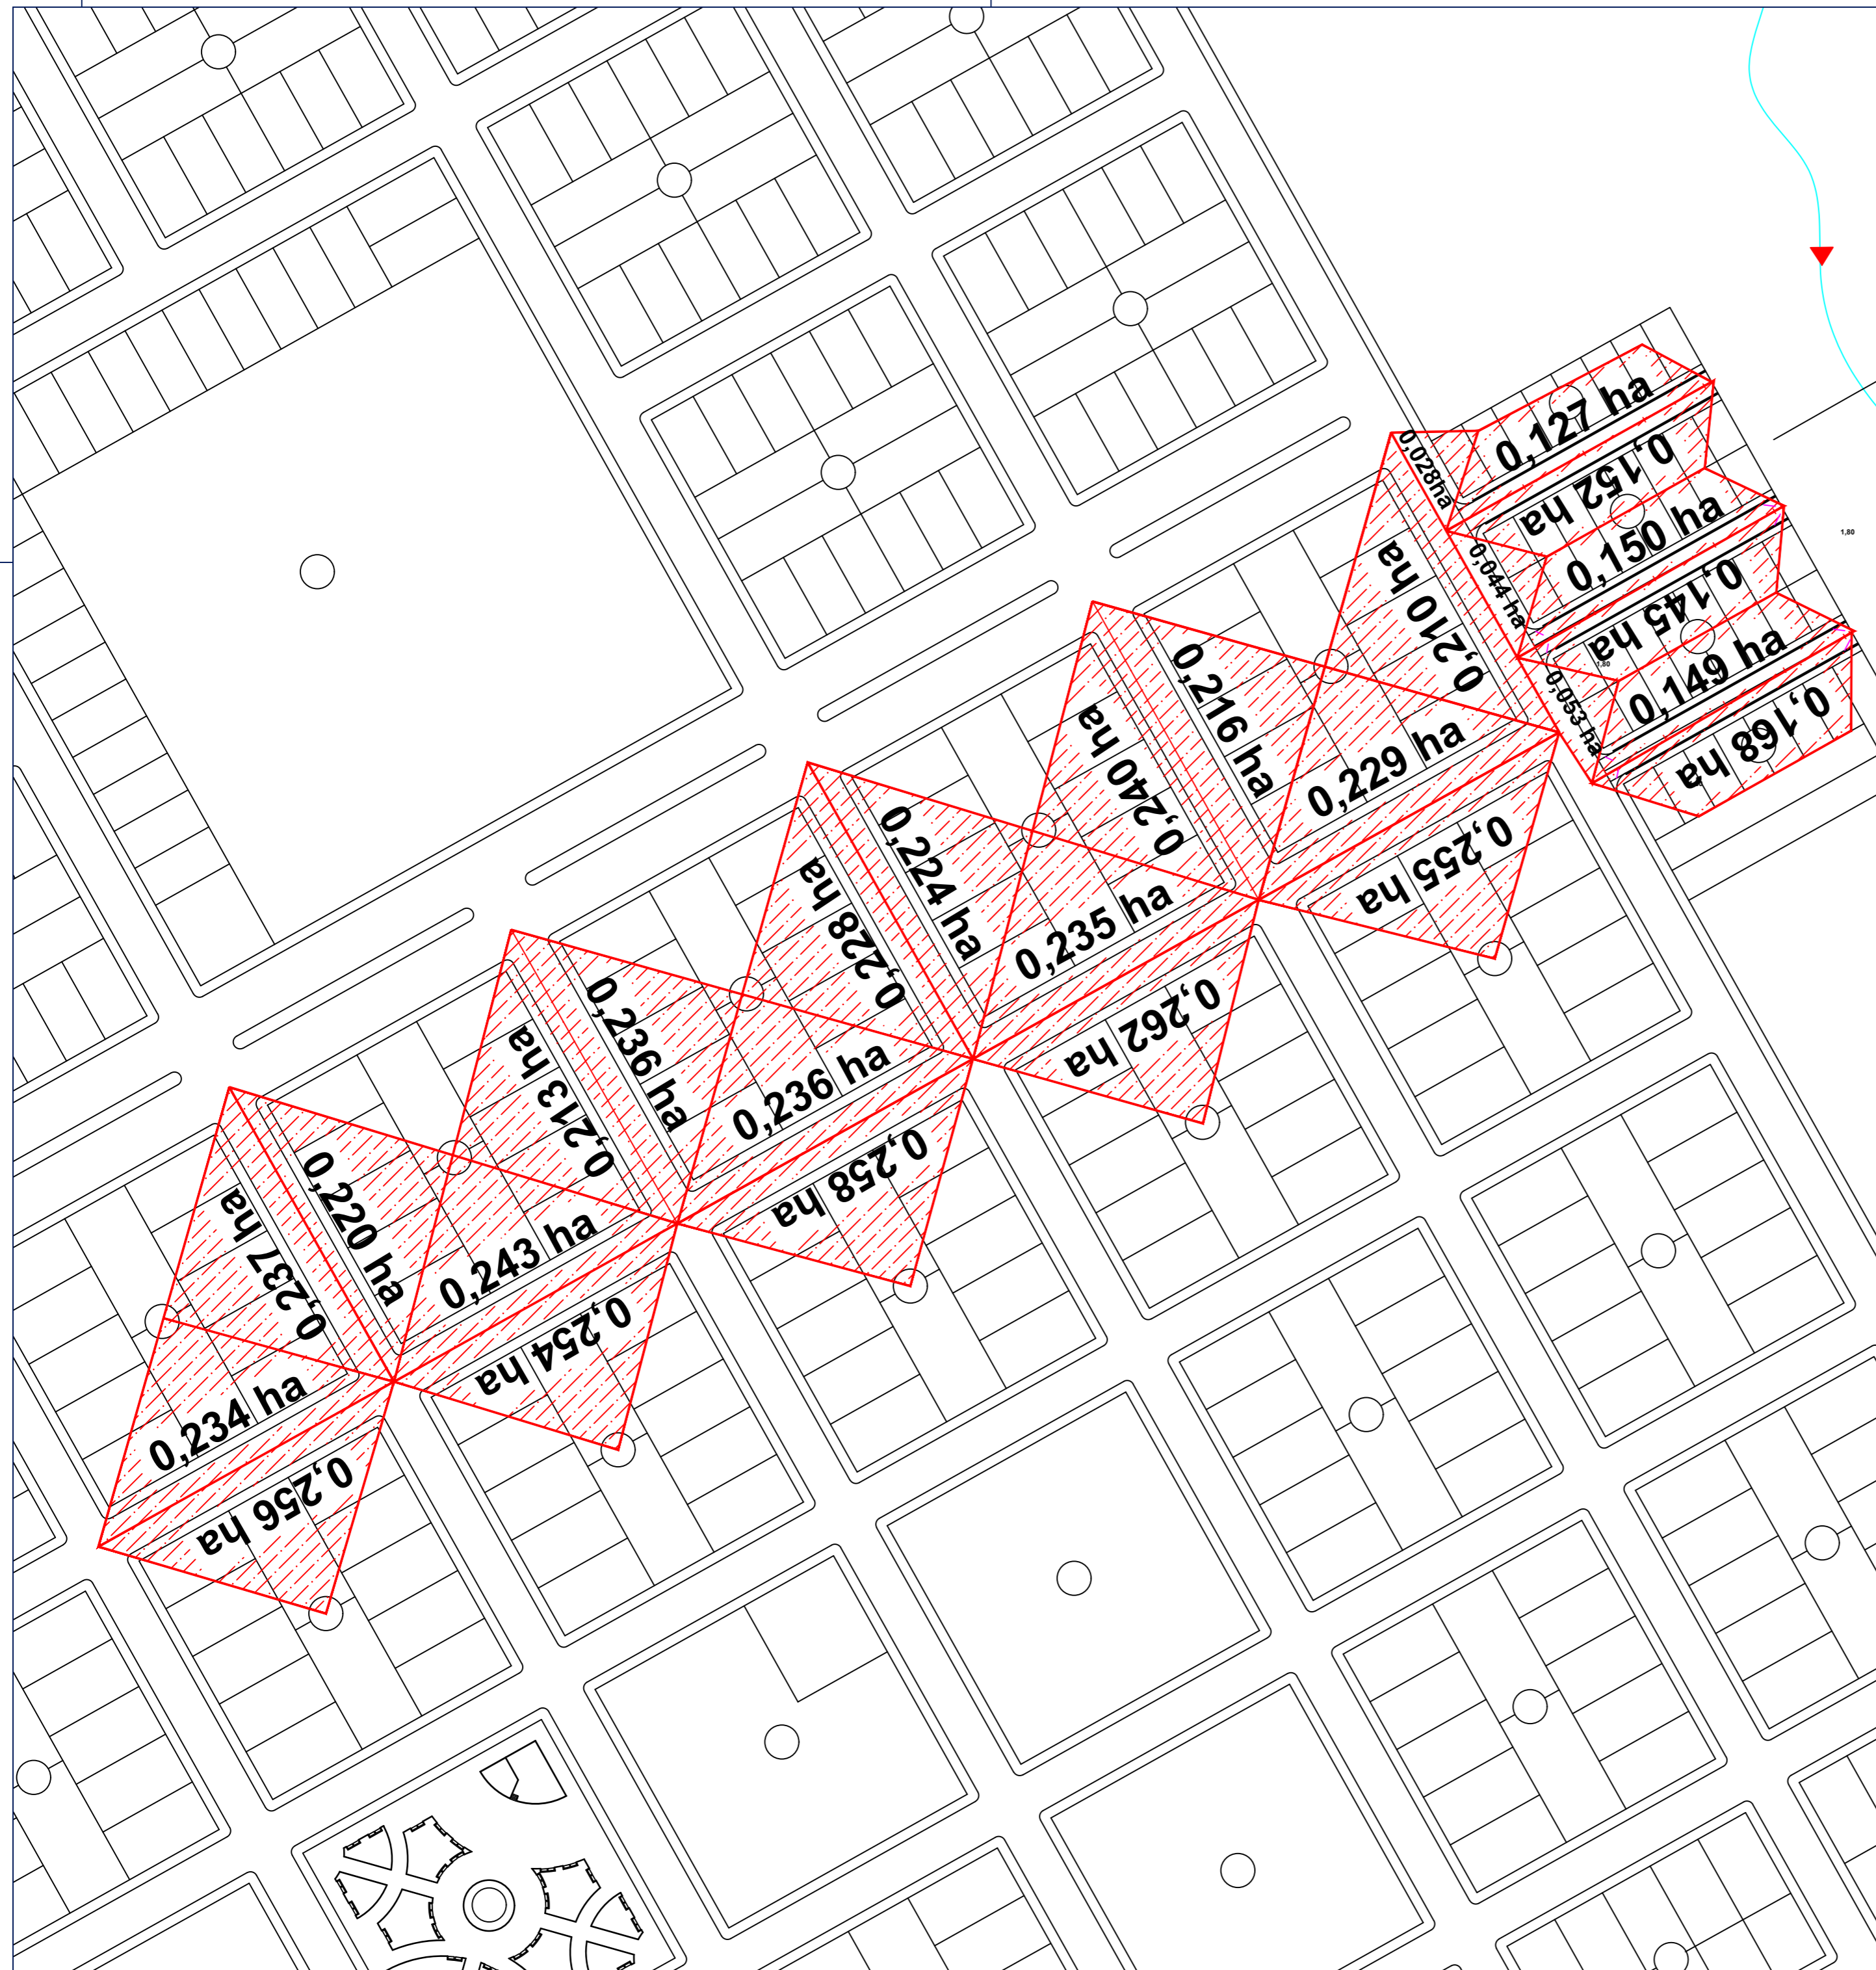 0,127 ha
0,028ha
0,152 ha
0,150 ha
1,80
0,044 ha
0,210 ha
0,145 ha
1,80
0,149 ha
0,053 ha
0,168 ha
0,216 ha
0,240 ha
0,229 ha
0,255 ha
0,224 ha
0,228 ha
0,235 ha
0,262 ha
0,236 ha
0,213 ha
0,236 ha
0,258 ha
0,220 ha
0,237 ha
0,243 ha
0,254 ha
0,234 ha
0,256 ha